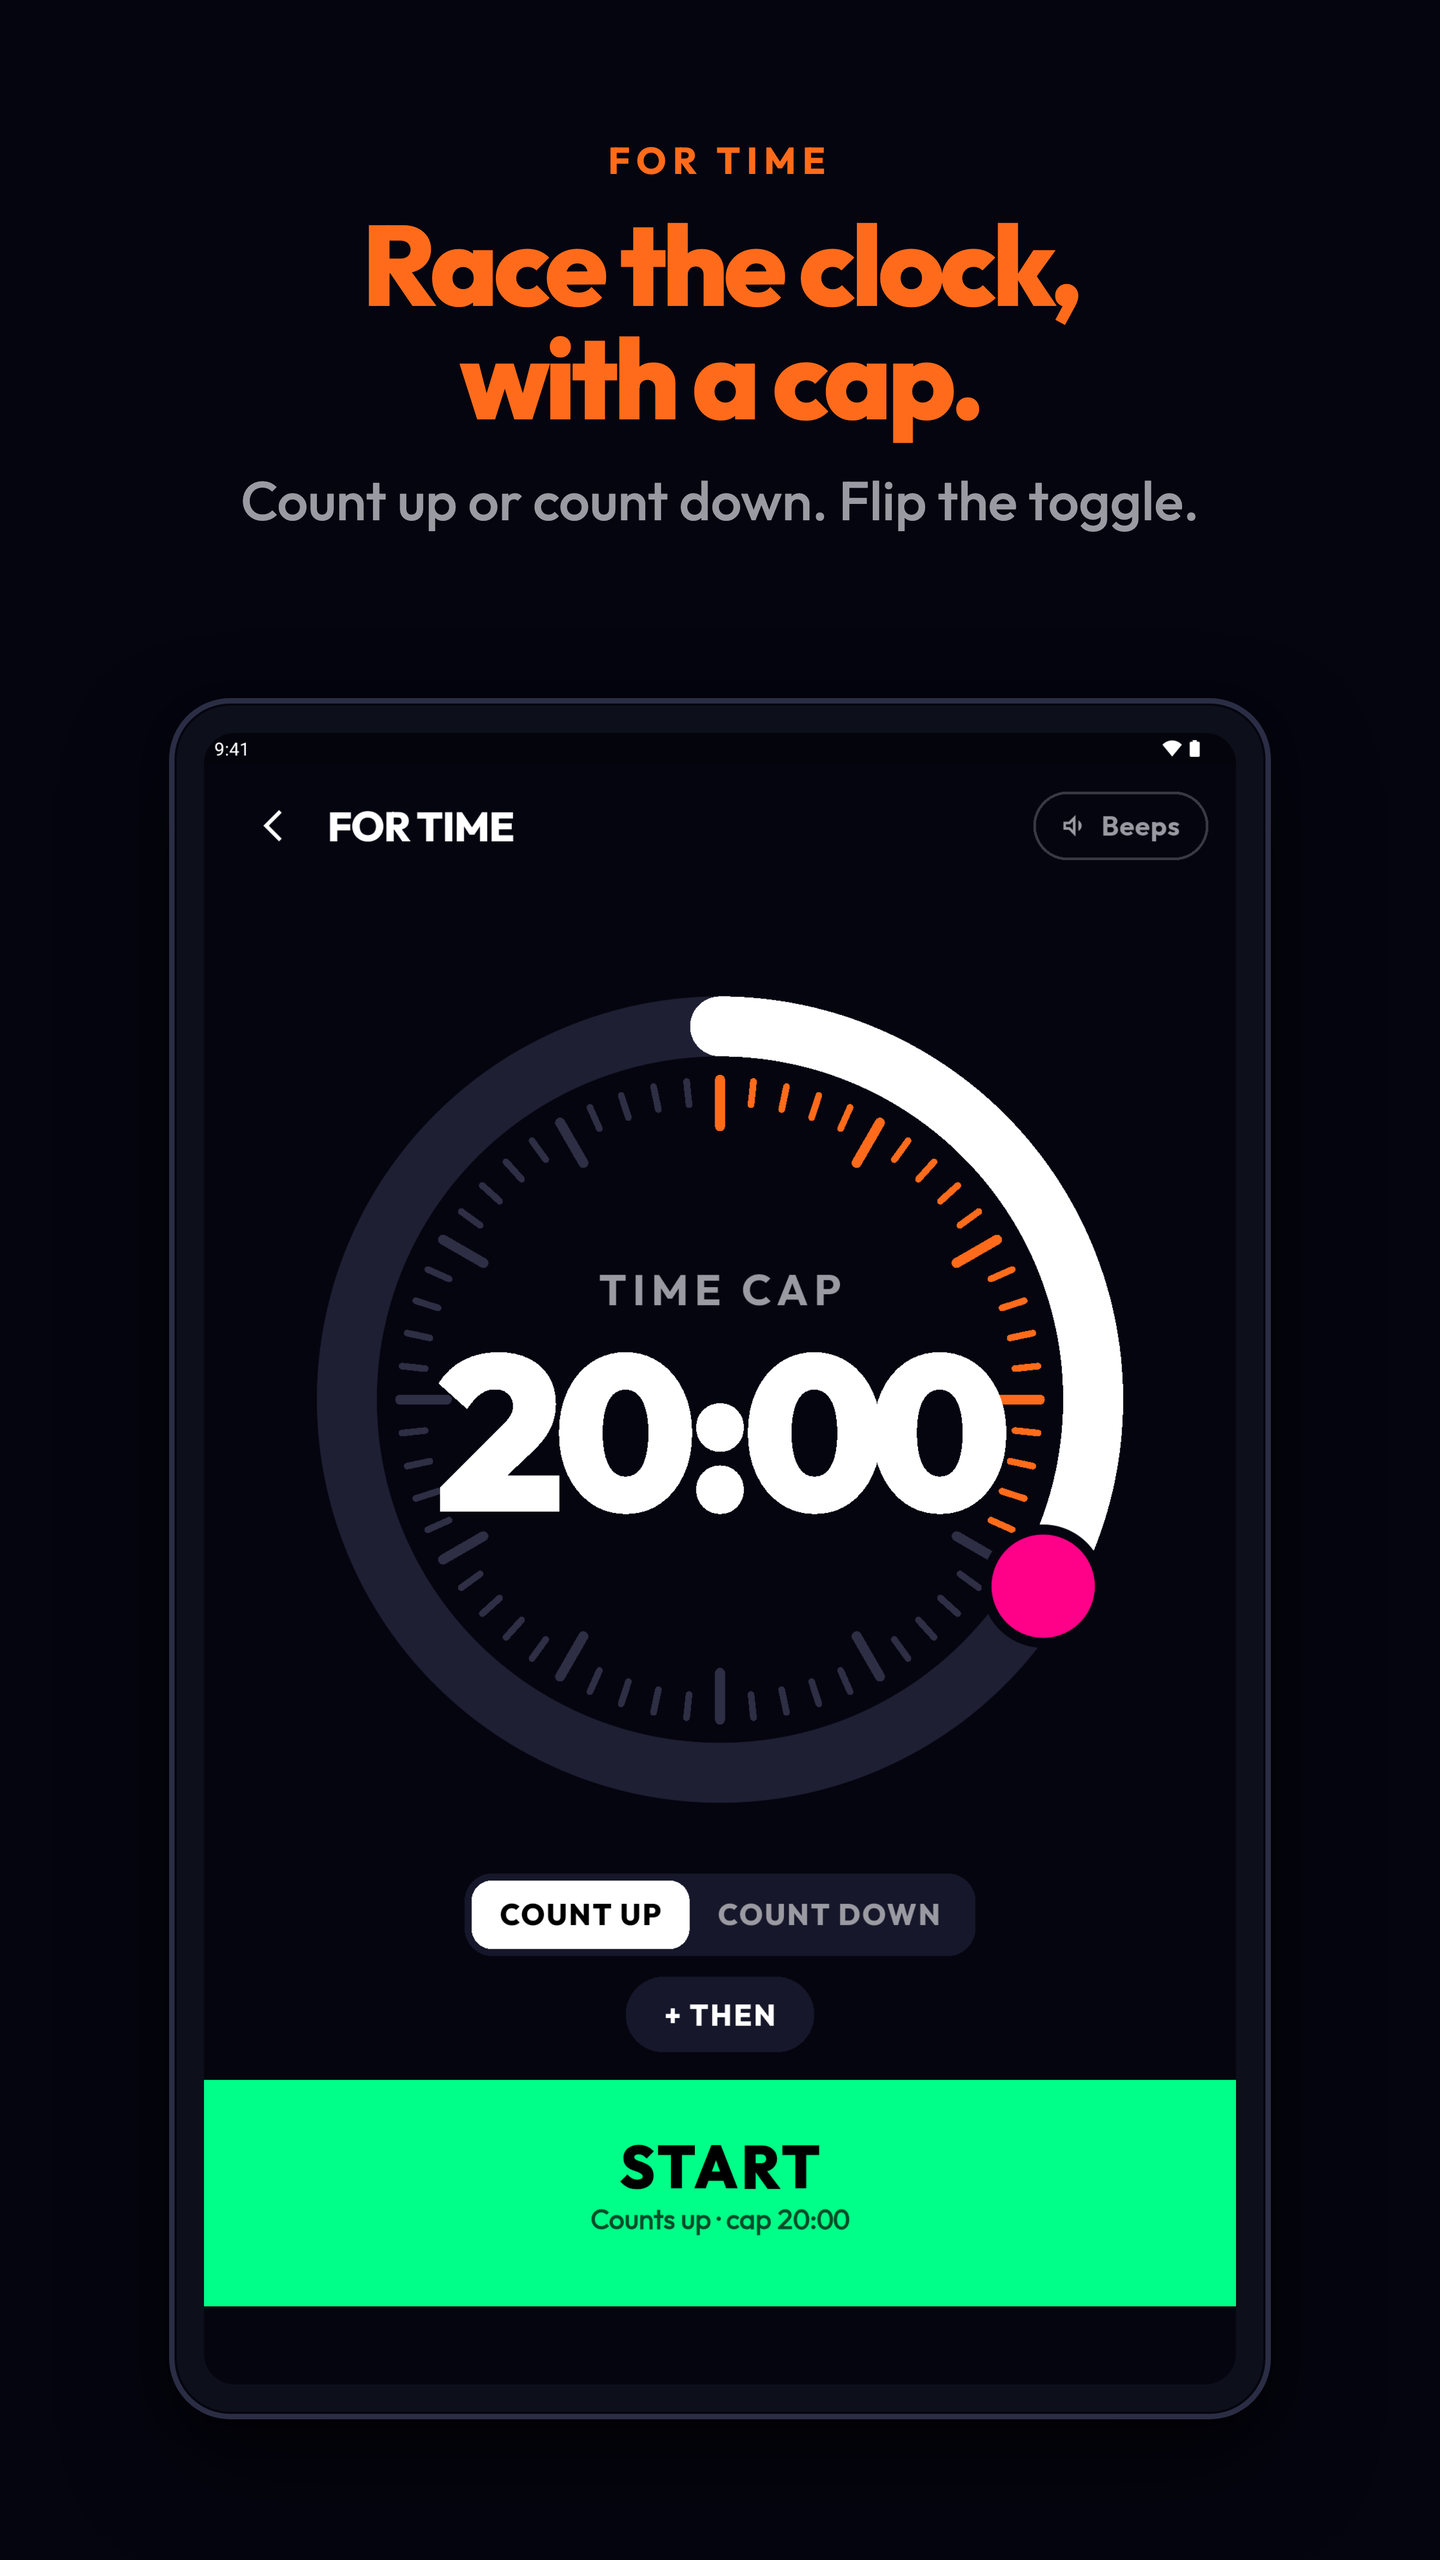 FOR TIME
Race the clock,
with a cap.
Count up or count down. Flip the toggle.
9:41
FOR TIME
Beeps
TIME CAP
20:00
COUNT UP
COUNT DOWN
+ THEN
START
Counts up · cap 20:00